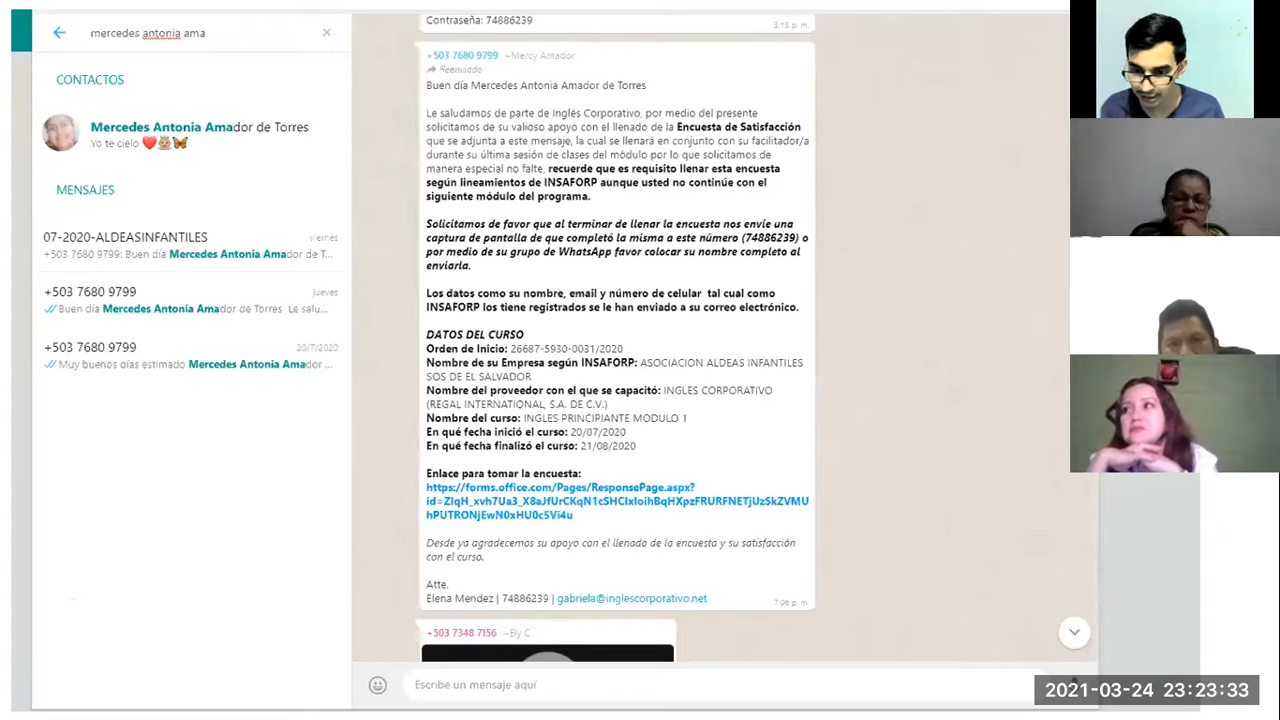 mercedes antonia ama
CONTACTOS
Mercedes Antonia Amador de Torres
Yo te cielo
MENSAJES
07-2020-ALDEASINFANTILES
viernes
+503 7680 9799: Buen día Mercedes Antonia Amador de T...
+503 7680 9799
jueves
Buen día Mercedes Antonia Amador de Torres Le salu...
+503 7680 9799
20/7/2020
Muy buenos días estimado Mercedes Antonia Amador ...
Contraseña: 74886239
3:13 p. m.
+503 7680 9799 ~Mercy Amador
Reenviado
Buen día Mercedes Antonia Amador de Torres
Le saludamos de parte de Inglés Corporativo, por medio del presente
solicitamos de su valioso apoyo con el llenado de la Encuesta de Satisfacción
que se adjunta a este mensaje, la cual se llenará en conjunto con su facilitador/a
durante su última sesión de clases del módulo por lo que solicitamos de
manera especial no falte, recuerde que es requisito llenar esta encuesta
según lineamientos de INSAFORP aunque usted no continúe con el
siguiente módulo del programa.
Solicitamos de favor que al terminar de llenar la encuesta nos envíe una
captura de pantalla de que completó la misma a este número (74886239) o
por medio de su grupo de WhatsApp favor colocar su nombre completo al
enviarla.
Los datos como su nombre, email y número de celular tal cual como
INSAFORP los tiene registrados se le han enviado a su correo electrónico.
DATOS DEL CURSO
Orden de Inicio: 26687-5930-0031/2020
Nombre de su Empresa según INSAFORP: ASOCIACION ALDEAS INFANTILES
SOS DE EL SALVADOR
Nombre del proveedor con el que se capacitó: INGLES CORPORATIVO
(REGAL INTERNATIONAL, S.A. DE C.V.)
Nombre del curso: INGLES PRINCIPIANTE MODULO 1
En qué fecha inició el curso: 20/07/2020
En qué fecha finalizó el curso: 21/08/2020
Enlace para tomar la encuesta:
https://forms.office.com/Pages/ResponsePage.aspx?
Desde ya agradecemos su apoyo con el llenado de la encuesta y su satisfacción
con el curso.
Atte.
Elena Mendez | 74886239 | gabriela@inglescorporativo.net
7:06 p. m.
+503 7348 7156 ~Ely C
Escribe un mensaje aquí
2021-03-24 23:23:33